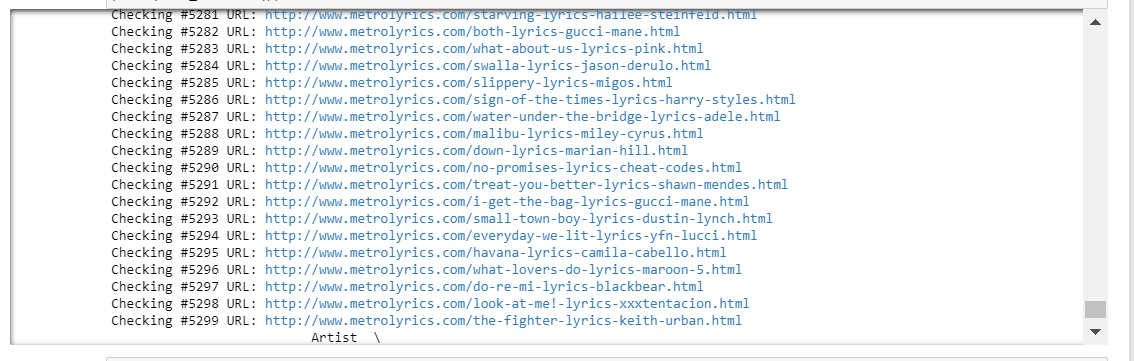 Checking #5281 URL: http://www.metrolyrics.com/starving-lyrics-hailee-steinfeld.html
Checking #5282 URL: http://www.metrolyrics.com/both-lyrics-gucci-mane.html
Checking #5283 URL: http://www.metrolyrics.com/what-about-us-lyrics-pink.html
Checking #5284 URL: http://www.metrolyrics.com/swalla-lyrics-jason-derulo.html
Checking #5285 URL: http://www.metrolyrics.com/slippery-lyrics-migos.html
Checking #5286 URL: http://www.metrolyrics.com/sign-of-the-times-lyrics-harry-styles.html
Checking #5287 URL: http://www.metrolyrics.com/water-under-the-bridge-lyrics-adele.html
Checking #5288 URL: http://www.metrolyrics.com/malibu-lyrics-miley-cyrus.html
Checking #5289 URL: http://www.metrolyrics.com/down-lyrics-marian-hill.html
Checking #5290 URL: http://www.metrolyrics.com/no-promises-lyrics-cheat-codes.html
Checking #5291 URL: http://www.metrolyrics.com/treat-you-better-lyrics-shawn-mendes.html
Checking #5292 URL: http://www.metrolyrics.com/i-get-the-bag-lyrics-gucci-mane.html
Checking #5293 URL: http://www.metrolyrics.com/small-town-boy-lyrics-dustin-lynch.html
Checking #5294 URL: http://www.metrolyrics.com/everyday-we-lit-lyrics-yfn-lucci.html
Checking #5295 URL: http://www.metrolyrics.com/havana-lyrics-camila-cabello.html
Checking #5296 URL: http://www.metrolyrics.com/what-lovers-do-lyrics-maroon-5.html
Checking #5297 URL: http://www.metrolyrics.com/do-re-mi-lyrics-blackbear.html
Checking #5298 URL: http://www.metrolyrics.com/look-at-me!-lyrics-xxxtentacion.html
Checking #5299 URL: http://www.metrolyrics.com/the-fighter-lyrics-keith-urban.html
Artist \